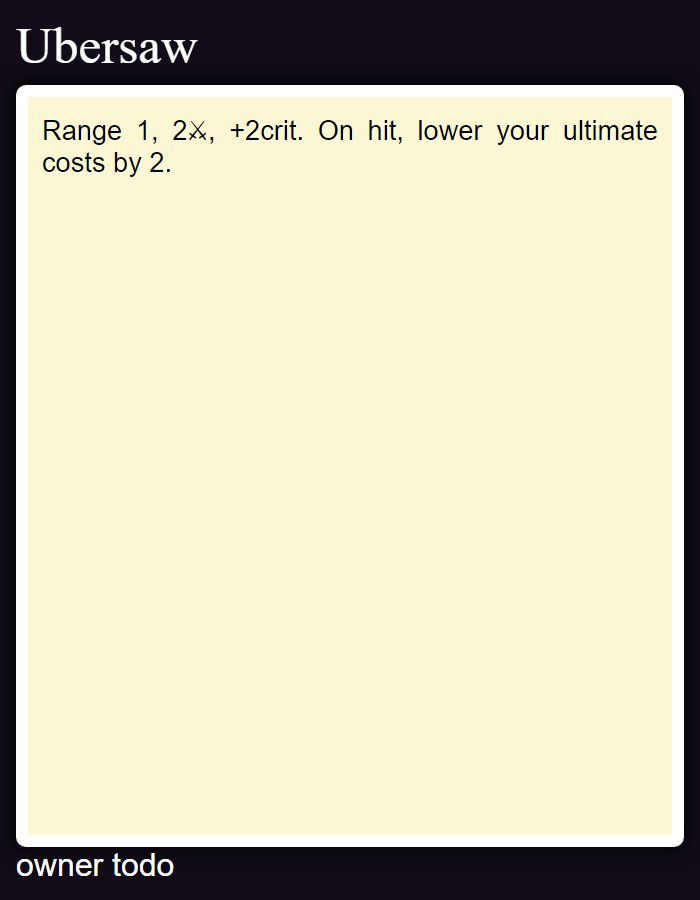 Ubersaw
Range 1, 2⚔, +2crit. On hit, lower your ultimate
costs by 2.
owner todo